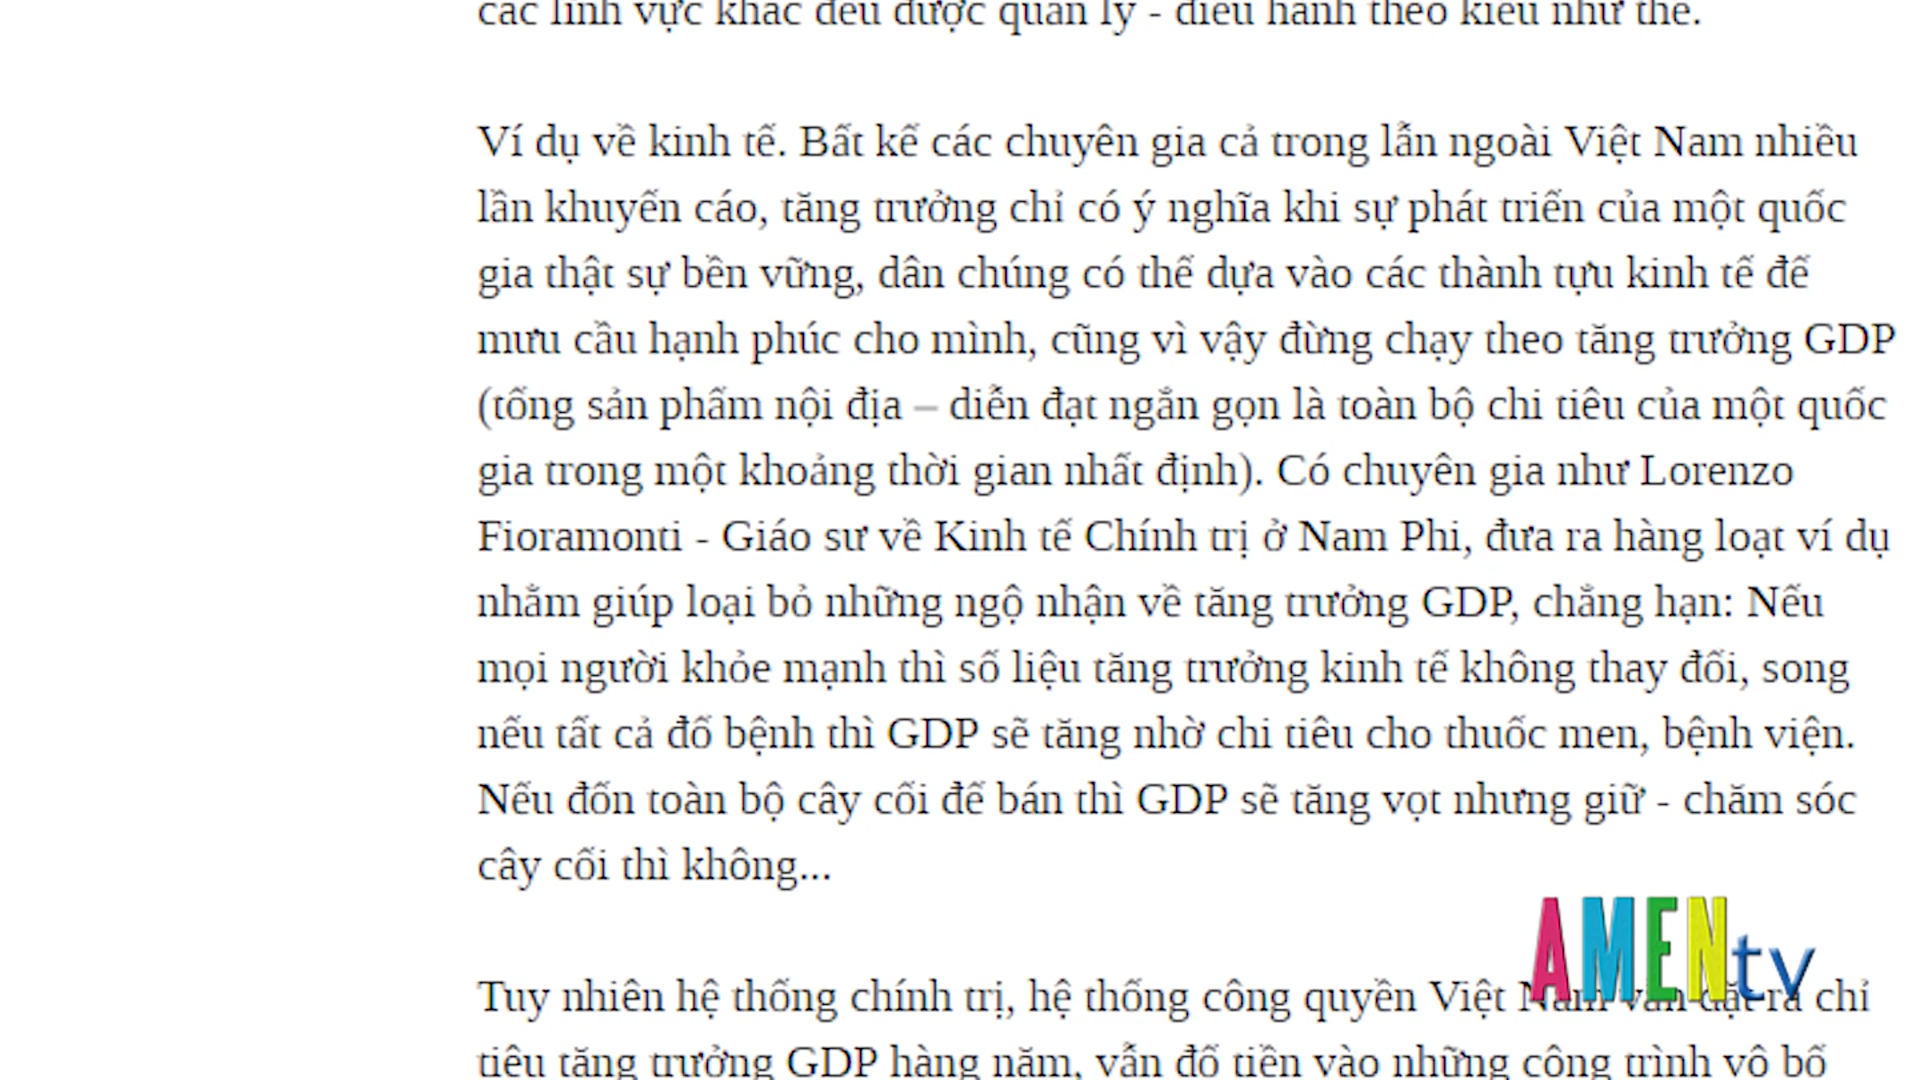 các lĩnh vực khác đều được quản lý - điều hành theo kiểu như thế.
Ví dụ về kinh tế. Bất kể các chuyên gia cả trong lẫn ngoài Việt Nam nhiều
lần khuyến cáo, tăng trưởng chỉ có ý nghĩa khi sự phát triển của một quốc
gia thật sự bền vững, dân chúng có thể dựa vào các thành tựu kinh tế để
mưu cầu hạnh phúc cho mình, cũng vì vậy đừng chạy theo tăng trưởng GDP
(tổng sản phẩm nội địa – diễn đạt ngắn gọn là toàn bộ chi tiêu của một quốc
gia trong một khoảng thời gian nhất định). Có chuyên gia như Lorenzo
Fioramonti - Giáo sư về Kinh tế Chính trị ở Nam Phi, đưa ra hàng loạt ví dụ
nhằm giúp loại bỏ những ngộ nhận về tăng trưởng GDP, chẳng hạn: Nếu
mọi người khỏe mạnh thì số liệu tăng trưởng kinh tế không thay đổi, song
nếu tất cả đổ bệnh thì GDP sẽ tăng nhờ chi tiêu cho thuốc men, bệnh viện.
Nếu đốn toàn bộ cây cối để bán thì GDP sẽ tăng vọt nhưng giữ - chăm sóc
cây cối thì không...
AMENtv
Tuy nhiên hệ thống chính trị, hệ thống công quyền Việt Nam vẫn đặt ra chỉ
tiêu tăng trưởng GDP hàng năm, vẫn đổ tiền vào những công trình vô bổ